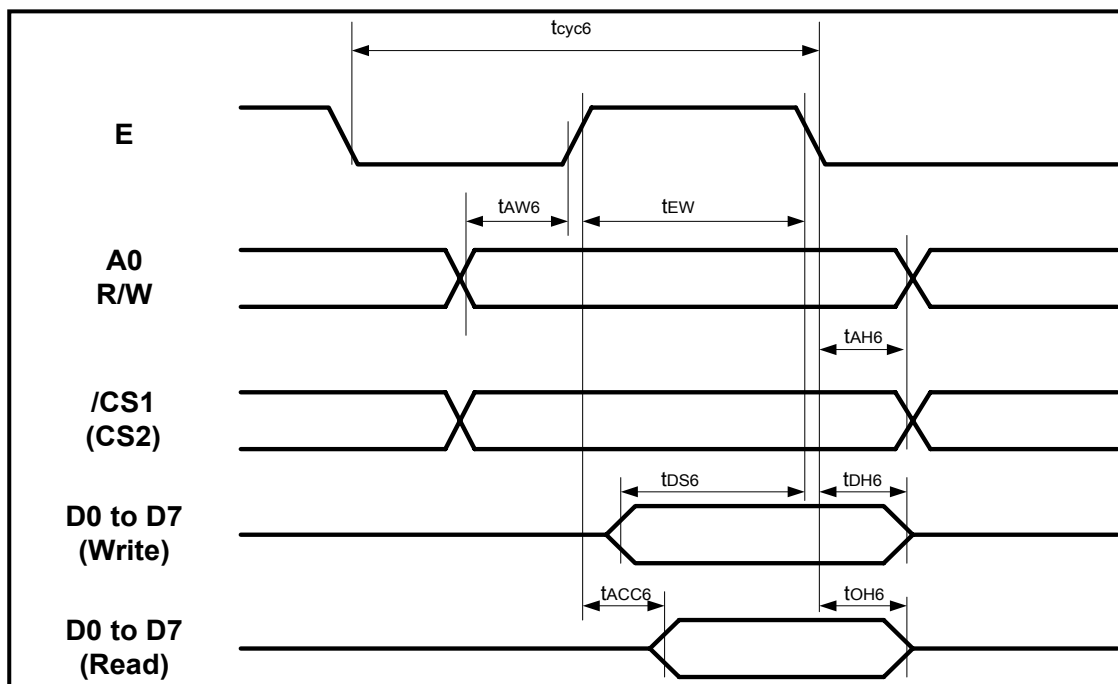 tcyc6
E
tAW6
tEW
A0
R/W
tAH6
/CS1
(CS2)
tDS6
tDH6
D0 to D7
(Write)
tACC6
tOH6
D0 to D7
(Read)